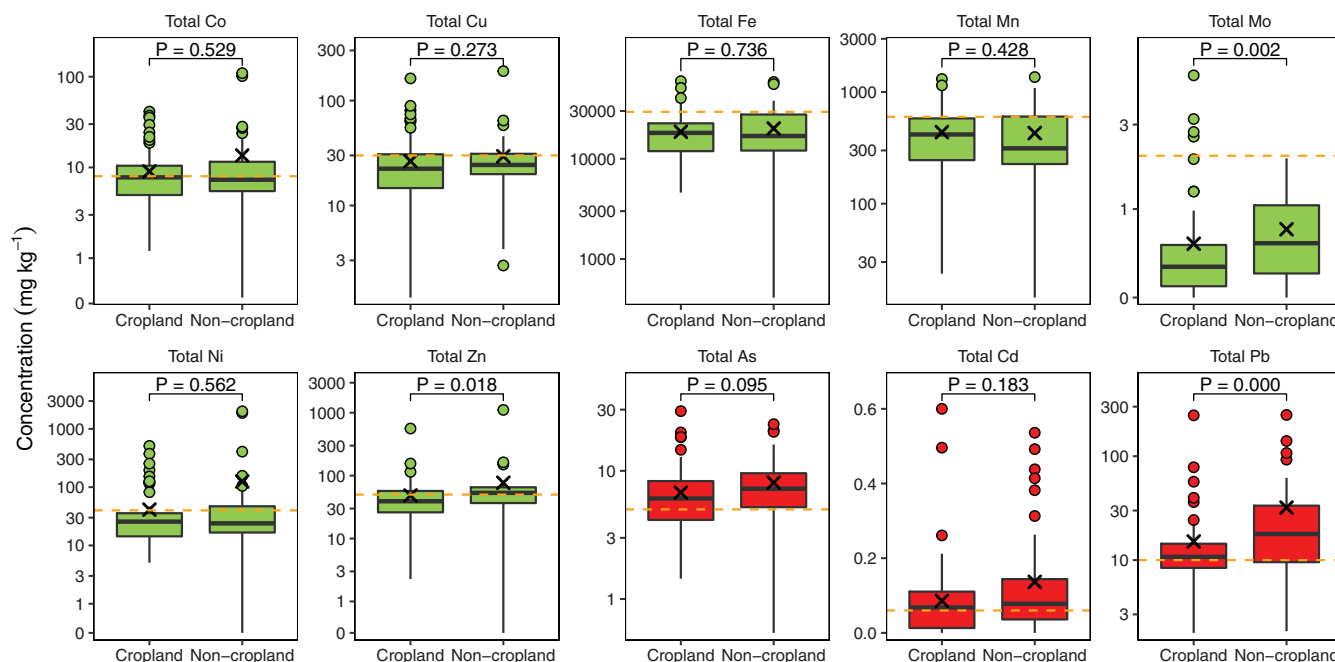 Total Co
Total Cu
Total Fe
Total Mn
Total Mo
P = 0.529
P = 0.273
P = 0.736
P = 0.428
P = 0.002
100
30
10
3
1
0
300
100
30
10
3
30000
10000
3000
1000
3000
1000
300
100
30
3
1
0
Cropland Non−cropland
Cropland Non−cropland
Cropland Non−cropland
Cropland Non−cropland
Cropland Non−cropland
Concentration (mg kg⁻¹)
Total Ni
Total Zn
Total As
Total Cd
Total Pb
P = 0.562
P = 0.018
P = 0.095
P = 0.183
P = 0.000
3000
1000
300
100
30
10
3
1
0
3000
1000
300
100
30
10
3
1
0
30
10
3
1
0.6
0.4
0.2
0.0
300
100
30
10
3
Cropland Non−cropland
Cropland Non−cropland
Cropland Non−cropland
Cropland Non−cropland
Cropland Non−cropland